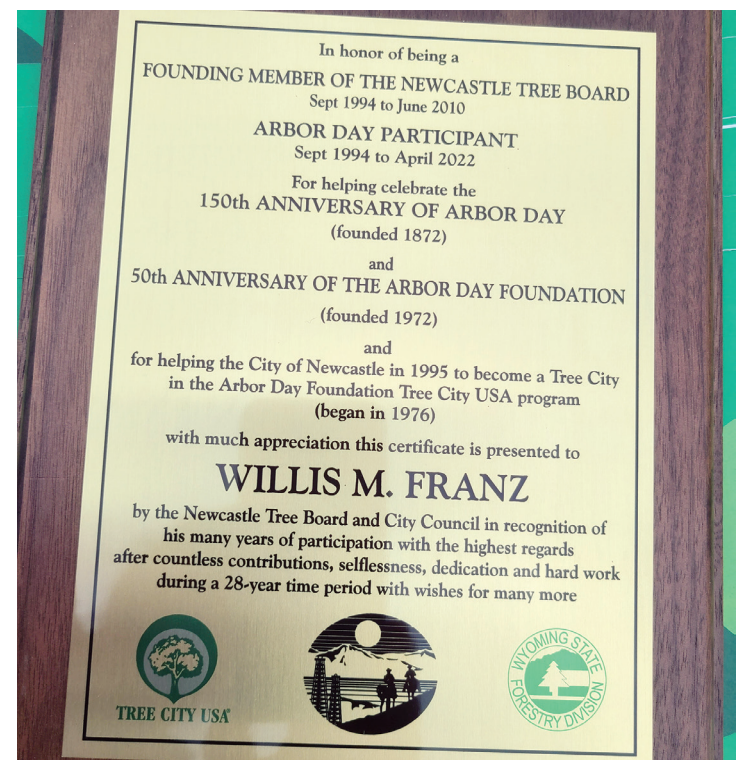 In honor of being a
FOUNDING MEMBER OF THE NEWCASTLE TREE BOARD
Sept 1994 to June 2010
ARBOR DAY PARTICIPANT
Sept 1994 to April 2022
For helping celebrate the
150th ANNIVERSARY OF ARBOR DAY
(founded 1872)
and
50th ANNIVERSARY OF THE ARBOR DAY FOUNDATION
(founded 1972)
and
for helping the City of Newcastle in 1995 to become a Tree City
in the Arbor Day Foundation Tree City USA program
(began in 1976)
with much appreciation this certificate is presented to
WILLIS M. FRANZ
by the Newcastle Tree Board and City Council in recognition of
his many years of participation with the highest regards
after countless contributions, selflessness, dedication and hard work
during a 28-year time period with wishes for many more
TREE CITY USA®
WYOMING STATE
FORESTRY DIVISION